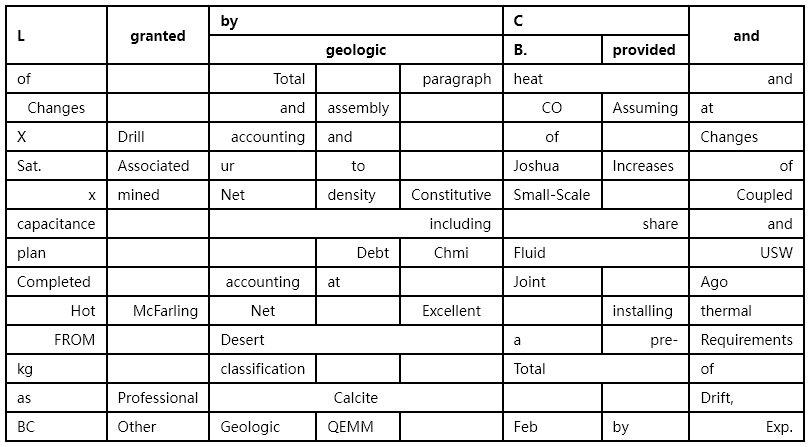 L granted by C and
geologic B. provided
of Total paragraph heat and
Changes and assembly CO Assuming at
X Drill accounting and of Changes
Sat. Associated ur to Joshua Increases of
x mined Net density Constitutive Small-Scale Coupled
capacitance including share and
plan Debt Chmi Fluid USW
Completed accounting at Joint Ago
Hot McFarling Net Excellent installing thermal
FROM Desert a pre- Requirements
kg classification Total of
as Professional Calcite Drift,
BC Other Geologic QEMM Feb by Exp.